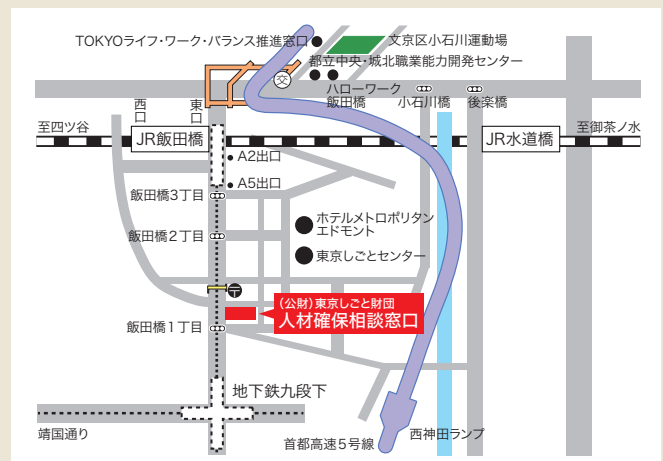 TOKYOライフ・ワーク・バランス推進窓口
文京区小石川運動場
都立中央・城北職業能力開発センター
交
ハローワーク
飯田橋
小石川橋
後楽橋
西口
東口
至四ツ谷
JR飯田橋
JR水道橋
至御茶ノ水
A2出口
A5出口
飯田橋3丁目
ホテルメトロポリタン
エドモント
飯田橋2丁目
東京しごとセンター
〒
(公財)東京しごと財団
人材確保相談窓口
飯田橋1丁目
地下鉄九段下
靖国通り
首都高速5号線
西神田ランプ